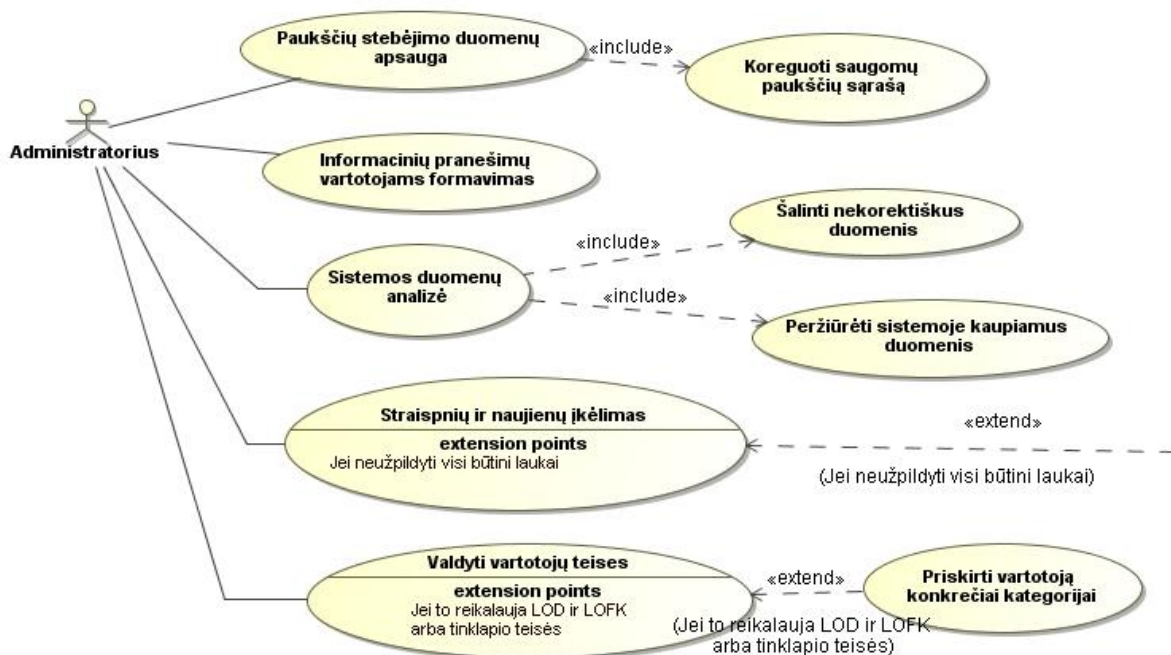 Paukščių stebėjimo duomenų
apsauga
«include»
Koreguoti saugomų
paukščių sąrašą
Administratorius
Informacinių pranešimų
vartotojams formavimas
Šalinti nekorektiškus
duomenis
«include»
Sistemos duomenų
analizė
«include»
Peržiūrėti sistemoje kaupiamus
duomenis
Straispnių ir naujienų įkėlimas
extension points
Jei neužpildyti visi būtini laukai
«extend»
(Jei neužpildyti visi būtini laukai)
Valdyti vartotojų teises
extension points
Jei to reikalauja LOD ir LOFK
arba tinklapio teisės
«extend»
(Jei to reikalauja LOD ir LOFK
arba tinklapio teisės)
Priskirti vartotoją
konkrečiai kategorijai